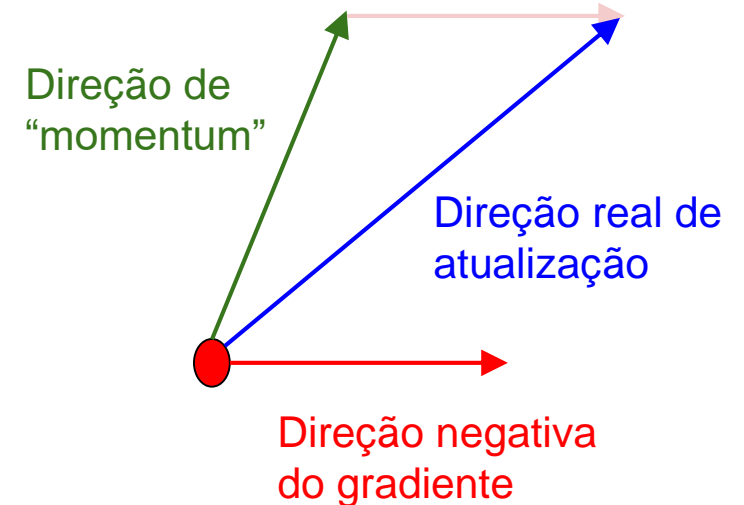 Direção de
“momentum”
Direção real de
atualização
Direção negativa
do gradiente